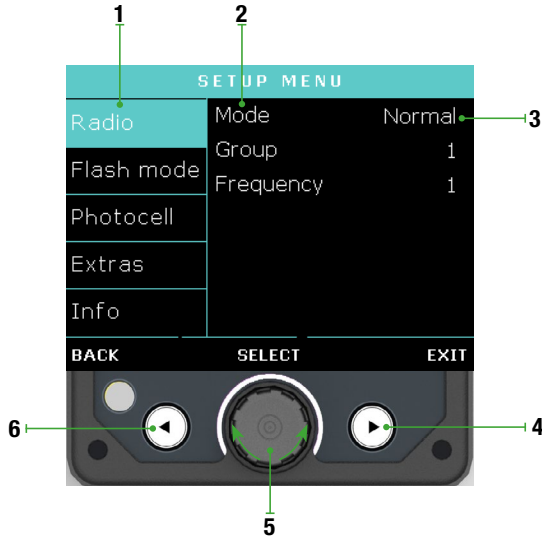 1 2
SETUP MENU
Radio Mode Normal 3
Group 1
Flash mode Frequency 1
Photocell
Extras
Info
BACK SELECT EXIT
6 4
5